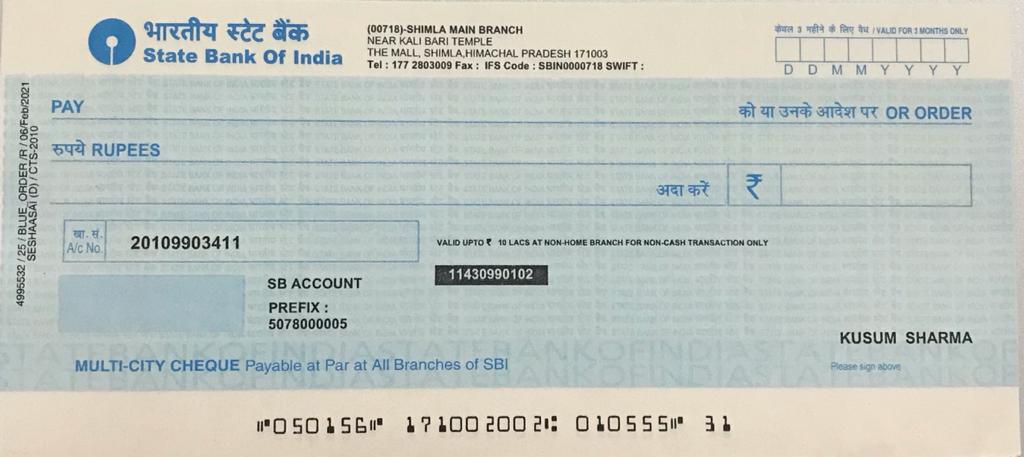 भारतीय स्टेट बैंक
State Bank Of India
(00718)-SHIMLA MAIN BRANCH
NEAR KALI BARI TEMPLE
THE MALL, SHIMLA,HIMACHAL PRADESH 171003
Tel : 177 2803009 Fax : IFS Code : SBIN0000718 SWIFT :
केवल 3 महीने के लिए वैध / VALID FOR 3 MONTHS ONLY
D D M M Y Y Y Y
PAY
को या उनके आदेश पर OR ORDER
रुपये RUPEES
अदा करें ₹
खा. सं.
A/c No.
20109903411
VALID UPTO ₹ 10 LACS AT NON-HOME BRANCH FOR NON-CASH TRANSACTION ONLY
11430990102
SB ACCOUNT
PREFIX :
5078000005
KUSUM SHARMA
STATEBANKOFINDIASTATEBANKOF
MULTI-CITY CHEQUE Payable at Par at All Branches of SBI
Please sign above
⑈050156⑈ 171002002⑆ 010555⑈ 31
4995532 / 25 / BLUE_ORDER /R / 06/Feb/2021
SESHAASAI (D) / CTS-2010